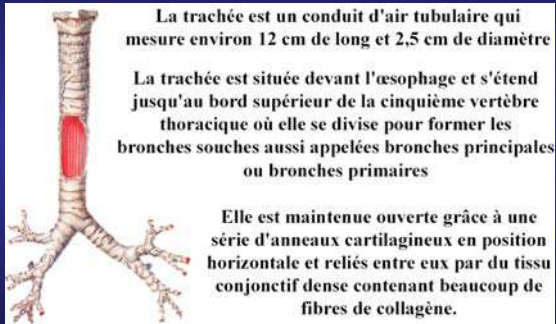 La trachée est un conduit d'air tubulaire qui
mesure environ 12 cm de long et 2,5 cm de diamètre
La trachée est située devant l'œsophage et s'étend
jusqu'au bord supérieur de la cinquième vertèbre
thoracique où elle se divise pour former les
bronches souches aussi appelées bronches principales
ou bronches primaires
Elle est maintenue ouverte grâce à une
série d'anneaux cartilagineux en position
horizontale et reliés entre eux par du tissu
conjonctif dense contenant beaucoup de
fibres de collagène.